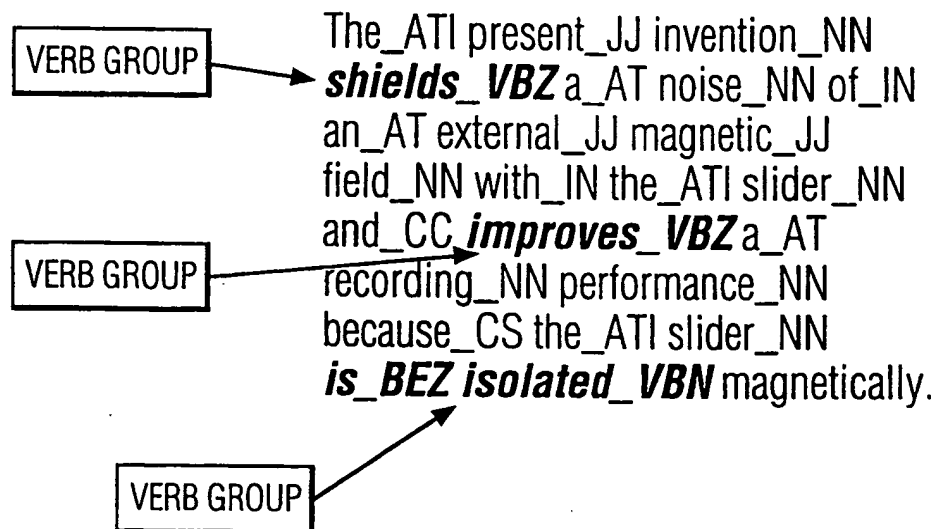 The_ATI present_JJ invention_NN
VERB GROUP
shields_VBZ a_AT noise_NN of_IN
an_AT external_JJ magnetic_JJ
field_NN with_IN the_ATI slider_NN
and_CC improves_VBZ a_AT
VERB GROUP
recording_NN performance_NN
because_CS the_ATI slider_NN
is_BEZ isolated_VBN magnetically.
VERB GROUP